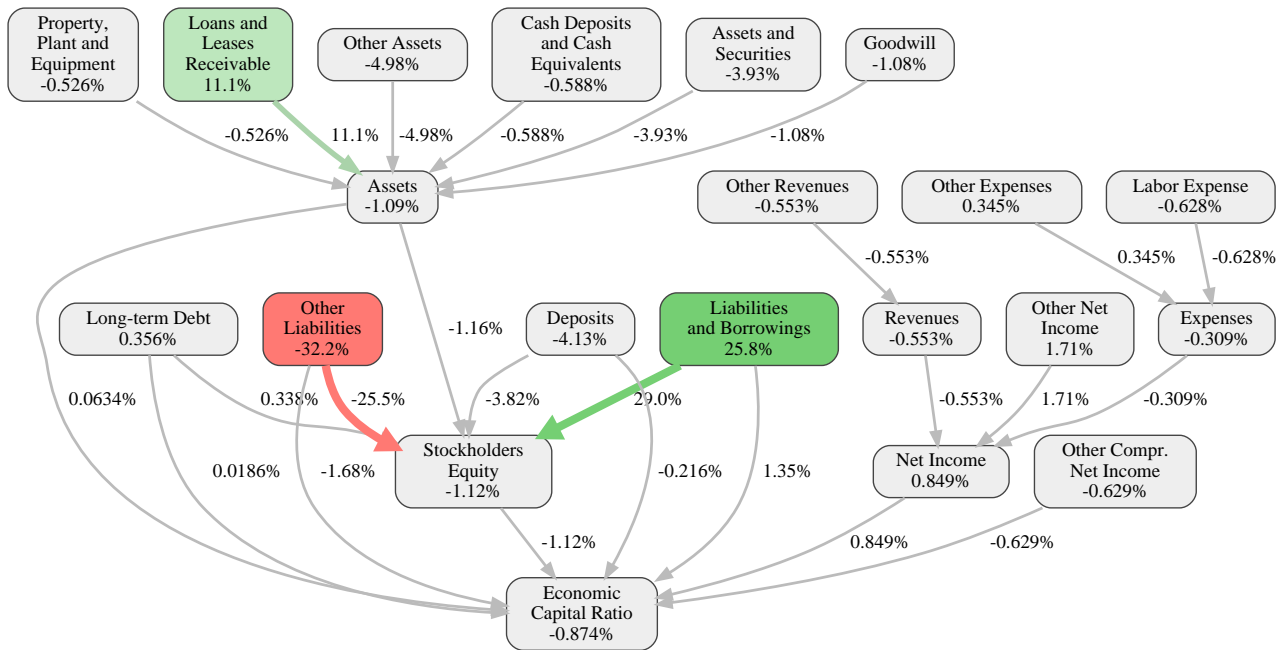 Property,
Plant and
Equipment
-0.526%
Loans and
Leases
Receivable
11.1%
Other Assets
-4.98%
Cash Deposits
and Cash
Equivalents
-0.588%
Assets and
Securities
-3.93%
Goodwill
-1.08%
-0.526%
11.1%
-4.98%
-0.588%
-3.93%
-1.08%
Assets
-1.09%
Other Revenues
-0.553%
Other Expenses
0.345%
Labor Expense
-0.628%
-0.553%
0.345%
-0.628%
Long-term Debt
0.356%
Other
Liabilities
-32.2%
-1.16%
Deposits
-4.13%
Liabilities
and Borrowings
25.8%
Revenues
-0.553%
Other Net
Income
1.71%
Expenses
-0.309%
0.0634%
0.338%
-25.5%
-3.82%
29.0%
-0.553%
1.71%
-0.309%
0.0186%
-1.68%
Stockholders
Equity
-1.12%
-0.216%
1.35%
Net Income
0.849%
Other Compr.
Net Income
-0.629%
-1.12%
0.849%
-0.629%
Economic
Capital Ratio
-0.874%